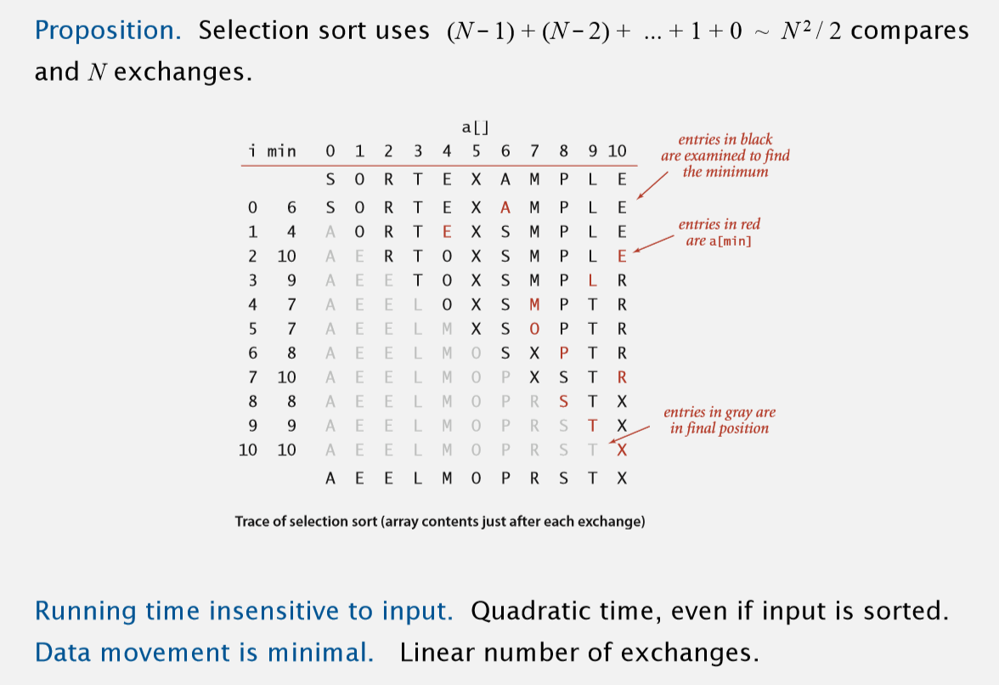 Proposition. Selection sort uses (N – 1) + (N – 2) + ... + 1 + 0 ~ N² / 2 compares
and N exchanges.
a[]
i min 0 1 2 3 4 5 6 7 8 9 10
S O R T E X A M P L E
0 6 S O R T E X A M P L E
1 4 A O R T E X S M P L E
2 10 A E R T O X S M P L E
3 9 A E E T O X S M P L R
4 7 A E E L O X S M P T R
5 7 A E E L M X S O P T R
6 8 A E E L M O S X P T R
7 10 A E E L M O P X S T R
8 8 A E E L M O P R S T X
9 9 A E E L M O P R S T X
10 10 A E E L M O P R S T X
A E E L M O P R S T X
entries in black
are examined to find
the minimum
entries in red
are a[min]
entries in gray are
in final position
Trace of selection sort (array contents just after each exchange)
Running time insensitive to input. Quadratic time, even if input is sorted.
Data movement is minimal. Linear number of exchanges.